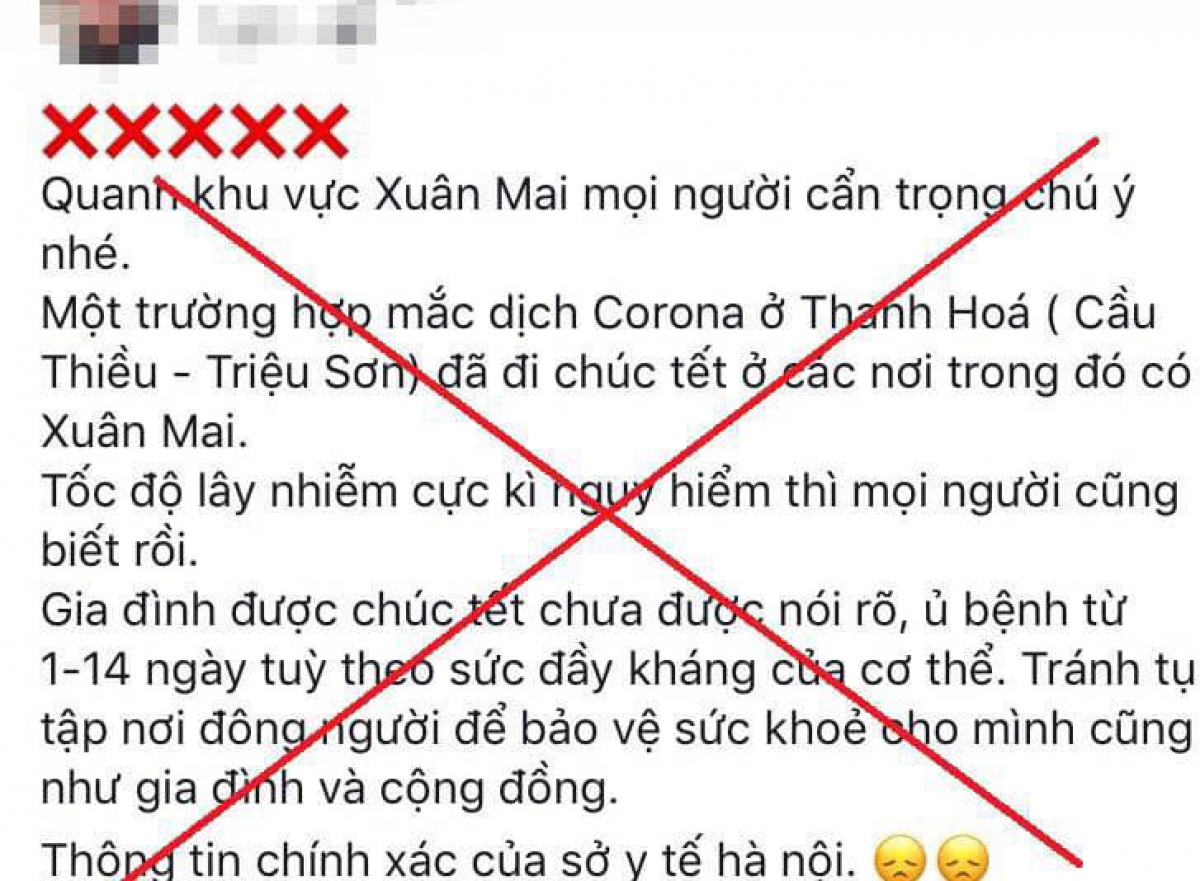 Quanh khu vực Xuân Mai mọi người cẩn trọng chú ý
nhé.
Một trường hợp mắc dịch Corona ở Thanh Hoá ( Cầu
Thiều - Triệu Sơn) đã đi chúc tết ở các nơi trong đó có
Xuân Mai.
Tốc độ lây nhiễm cực kì nguy hiểm thì mọi người cũng
biết rồi.
Gia đình được chúc tết chưa được nói rõ, ủ bệnh từ
1-14 ngày tuỳ theo sức đầy kháng của cơ thể. Tránh tụ
tập nơi đông người để bảo vệ sức khoẻ cho mình cũng
như gia đình và cộng đồng.
Thông tin chính xác của sở y tế hà nội. 😞😞